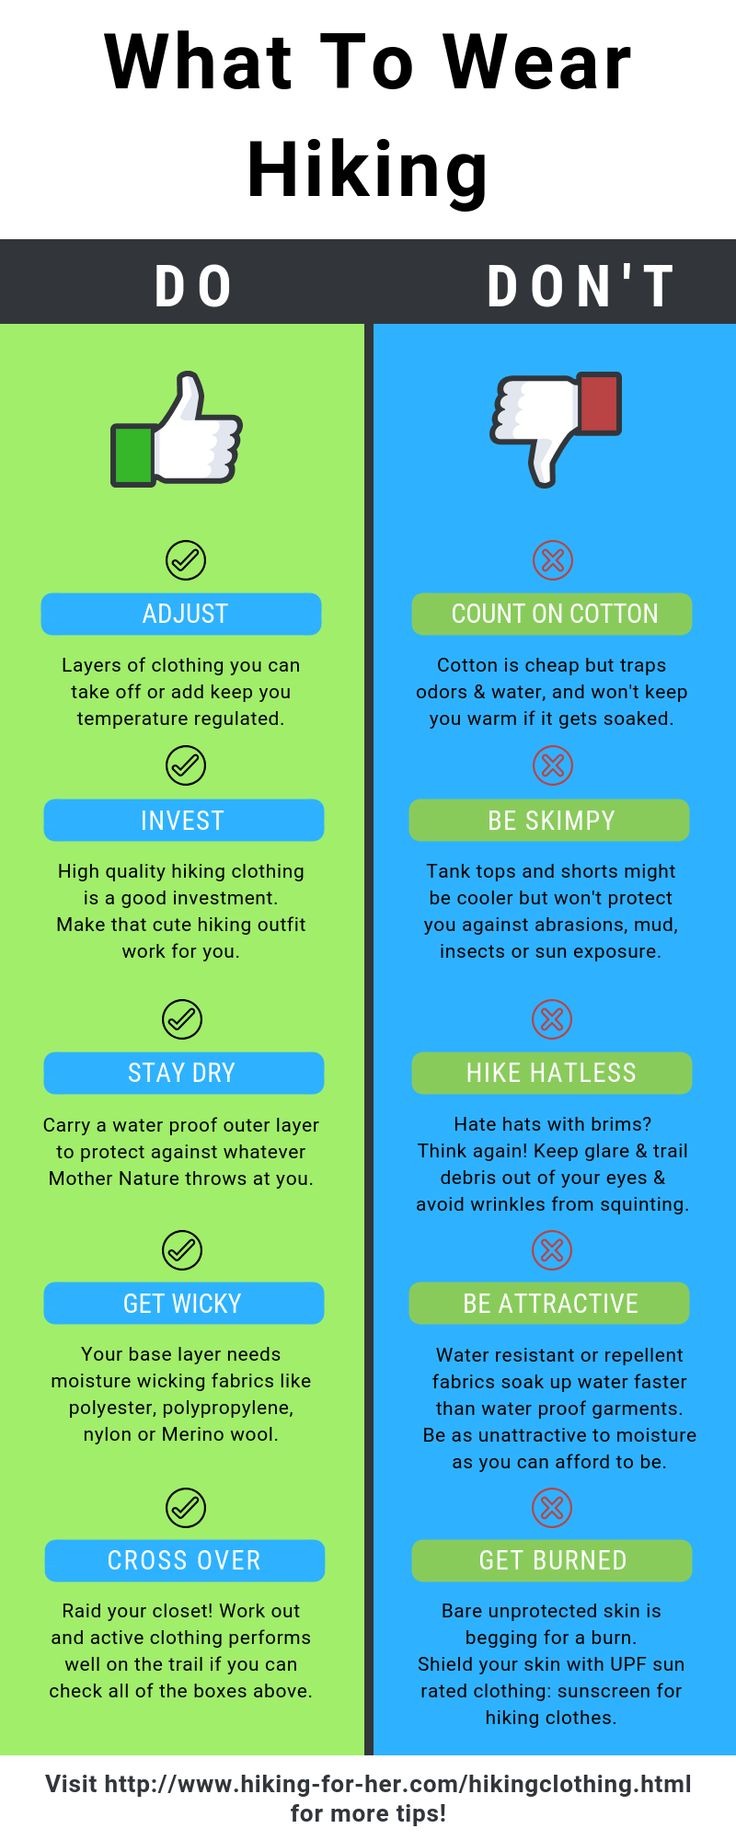 What To Wear
Hiking
DO
DON'T
ADJUST
Layers of clothing you can
take off or add keep you
temperature regulated.
INVEST
High quality hiking clothing
is a good investment.
Make that cute hiking outfit
work for you.
STAY DRY
Carry a water proof outer layer
to protect against whatever
Mother Nature throws at you.
GET WICKY
Your base layer needs
moisture wicking fabrics like
polyester, polypropylene,
nylon or Merino wool.
CROSS OVER
Raid your closet! Work out
and active clothing performs
well on the trail if you can
check all of the boxes above.
COUNT ON COTTON
Cotton is cheap but traps
odors & water, and won't keep
you warm if it gets soaked.
BE SKIMPY
Tank tops and shorts might
be cooler but won't protect
you against abrasions, mud,
insects or sun exposure.
HIKE HATLESS
Hate hats with brims?
Think again! Keep glare & trail
debris out of your eyes &
avoid wrinkles from squinting.
BE ATTRACTIVE
Water resistant or repellent
fabrics soak up water faster
than water proof garments.
Be as unattractive to moisture
as you can afford to be.
GET BURNED
Bare unprotected skin is
begging for a burn.
Shield your skin with UPF sun
rated clothing: sunscreen for
hiking clothes.
Visit http://www.hiking-for-her.com/hikingclothing.html
for more tips!